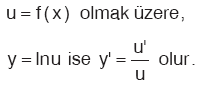 u = f ( x ) olmak üzere,
y = lnu ise y' = u'/u olur.